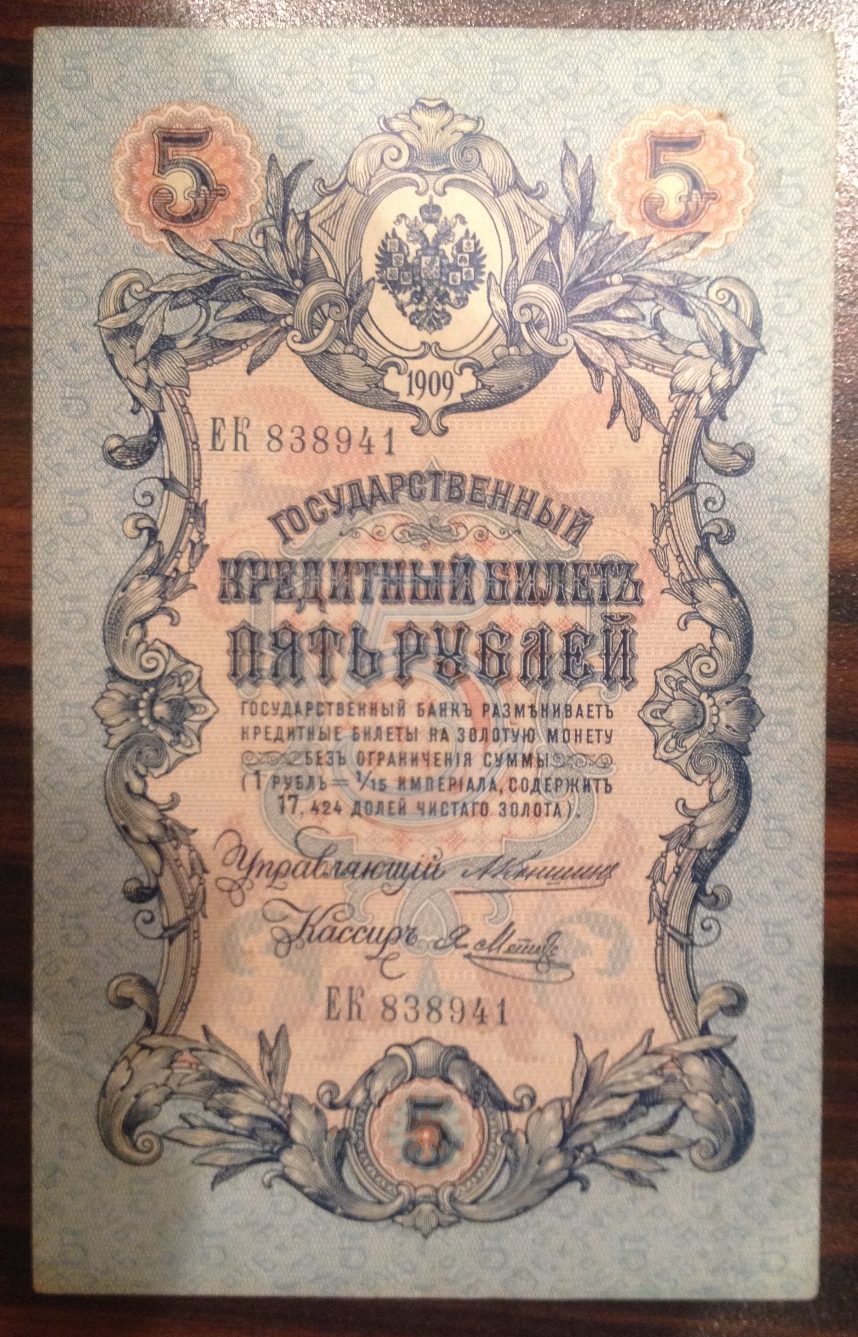 5 5
1909
ЕК 838941
ГОСУДАРСТВЕННЫЙ
КРЕДИТНЫЙ БИЛЕТЪ
ПЯТЬ РУБЛЕЙ
ГОСУДАРСТВЕННЫЙ БАНКЪ РАЗМѢНИВАЕТЪ
КРЕДИТНЫЕ БИЛЕТЫ НА ЗОЛОТУЮ МОНЕТУ
БЕЗЪ ОГРАНИЧЕНІЯ СУММЫ
(1 РУБЛЬ = 1/15 ИМПЕРІАЛА, СОДЕРЖИТЪ
17,424 ДОЛЕЙ ЧИСТАГО ЗОЛОТА).
Управляющій
Кассиръ
ЕК 838941
5